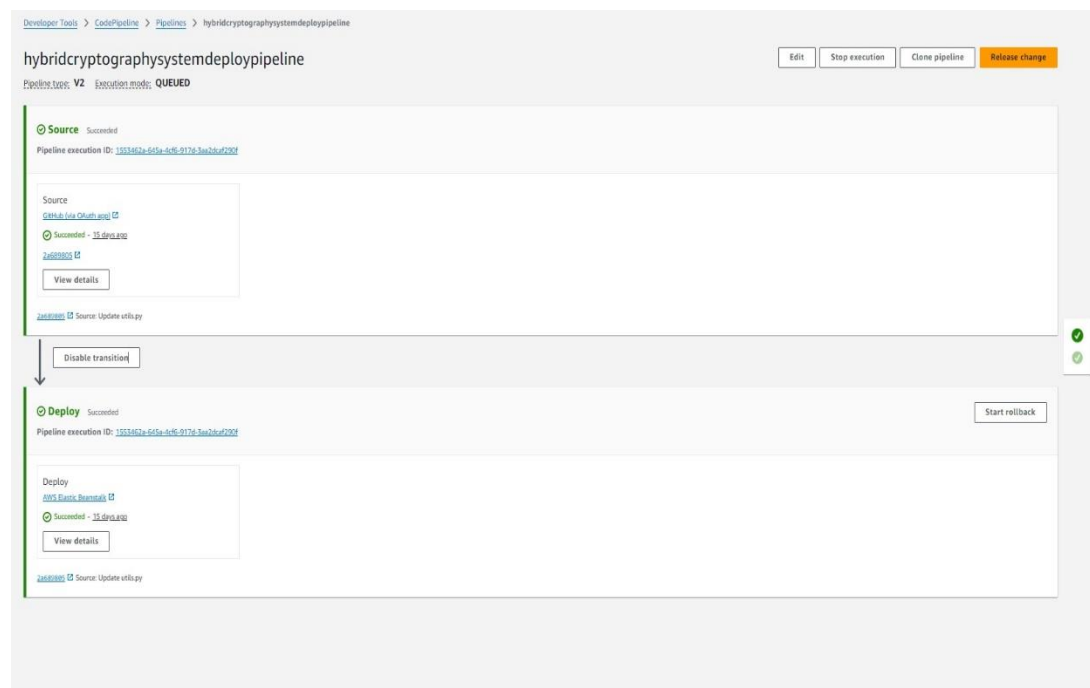 Developer Tools > CodePipeline > Pipelines > hybridcryptographysystemdeploypipeline
hybridcryptographysystemdeploypipeline
Edit
Stop execution
Clone pipeline
Release change
Pipeline type: V2 Execution mode: QUEUED
Source Succeeded
Pipeline execution ID: 1553462a-645a-4cf6-917d-3aa2dcaf290f
Source
GitHub (via OAuth app)
Succeeded - 15 days ago
2a689805
View details
Source: Update utils.py
Disable transition
Deploy Succeeded
Start rollback
Pipeline execution ID: 1553462a-645a-4cf6-917d-3aa2dcaf290f
Deploy
AWS Elastic Beanstalk
Succeeded - 15 days ago
View details
Source: Update utils.py